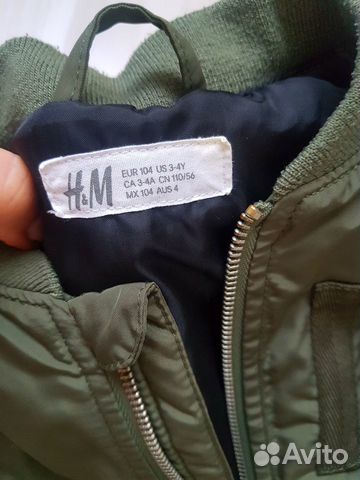 H&M
EUR 104 US 3-4Y
CA 3-4A CN 110/56
MX 104 AUS 4
Avito